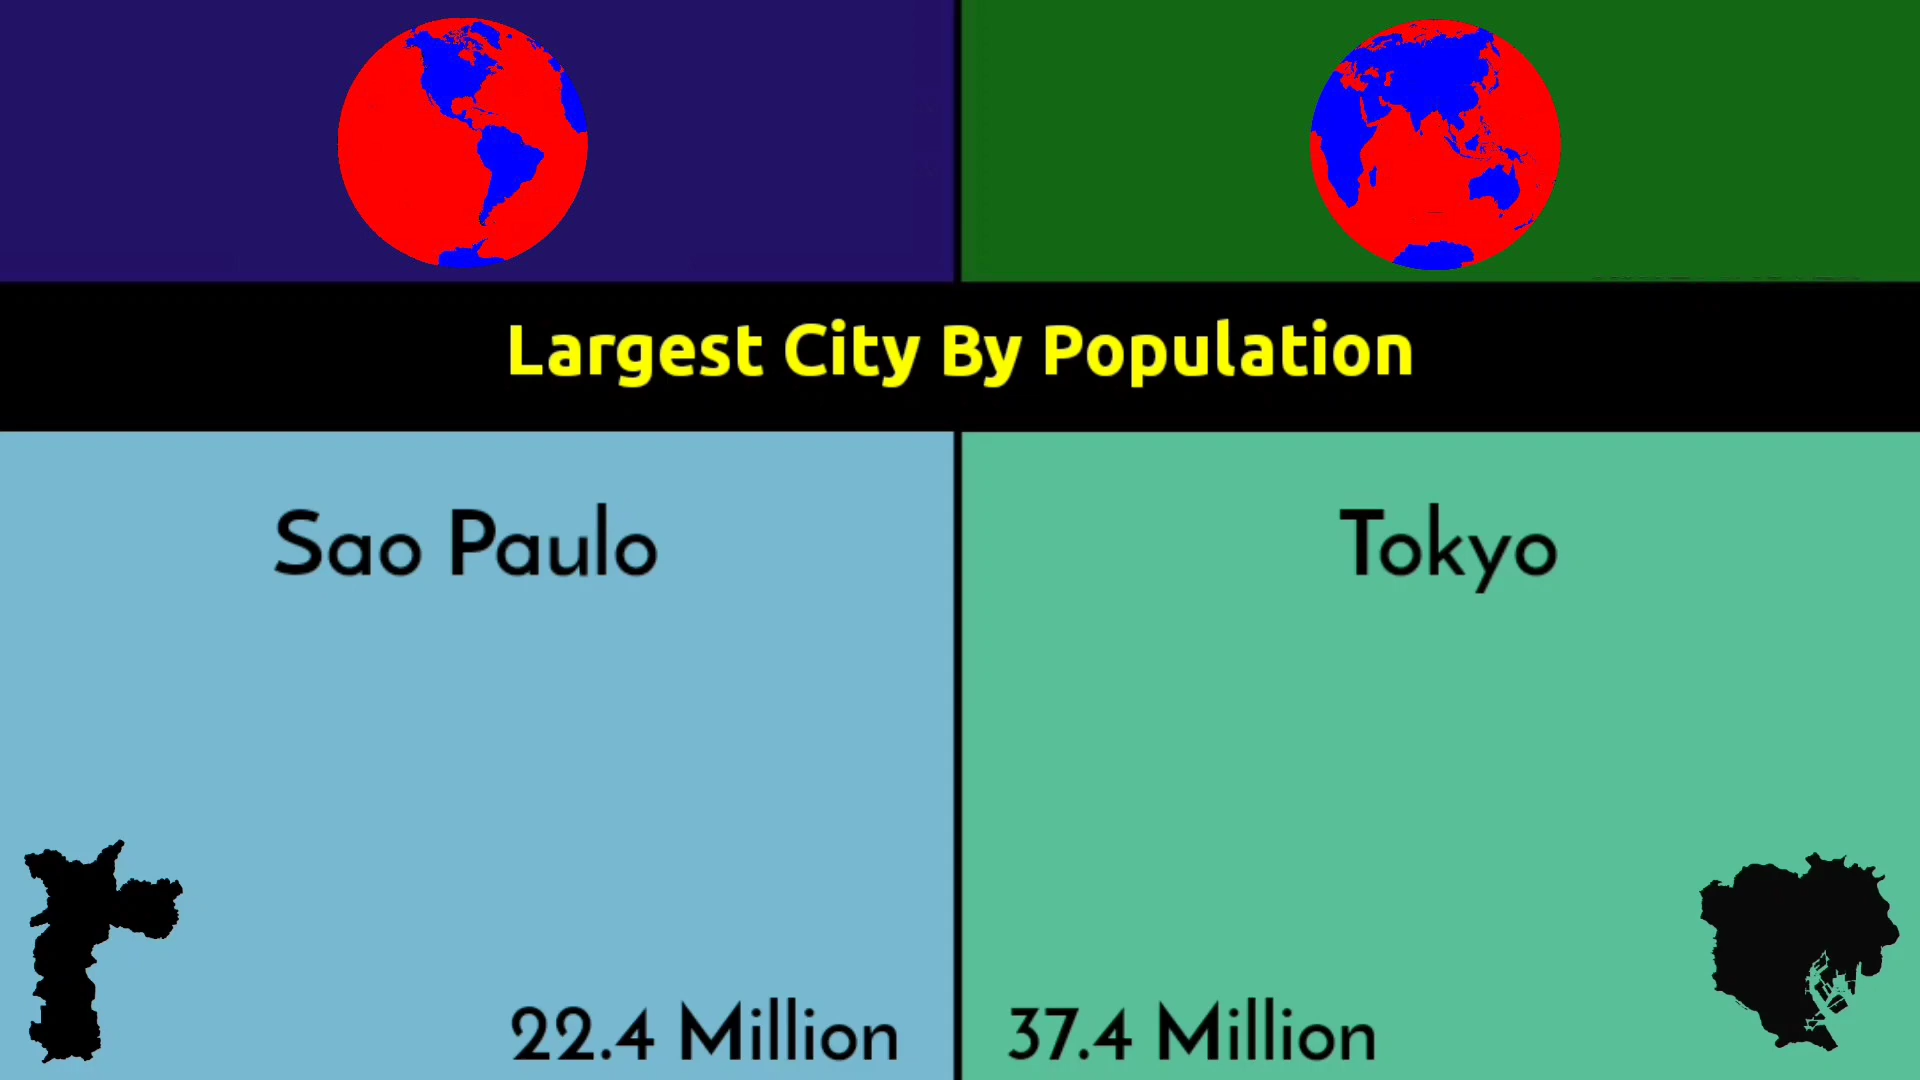 Largest City By Population
Sao Paulo
Tokyo
22.4 Million
37.4 Million